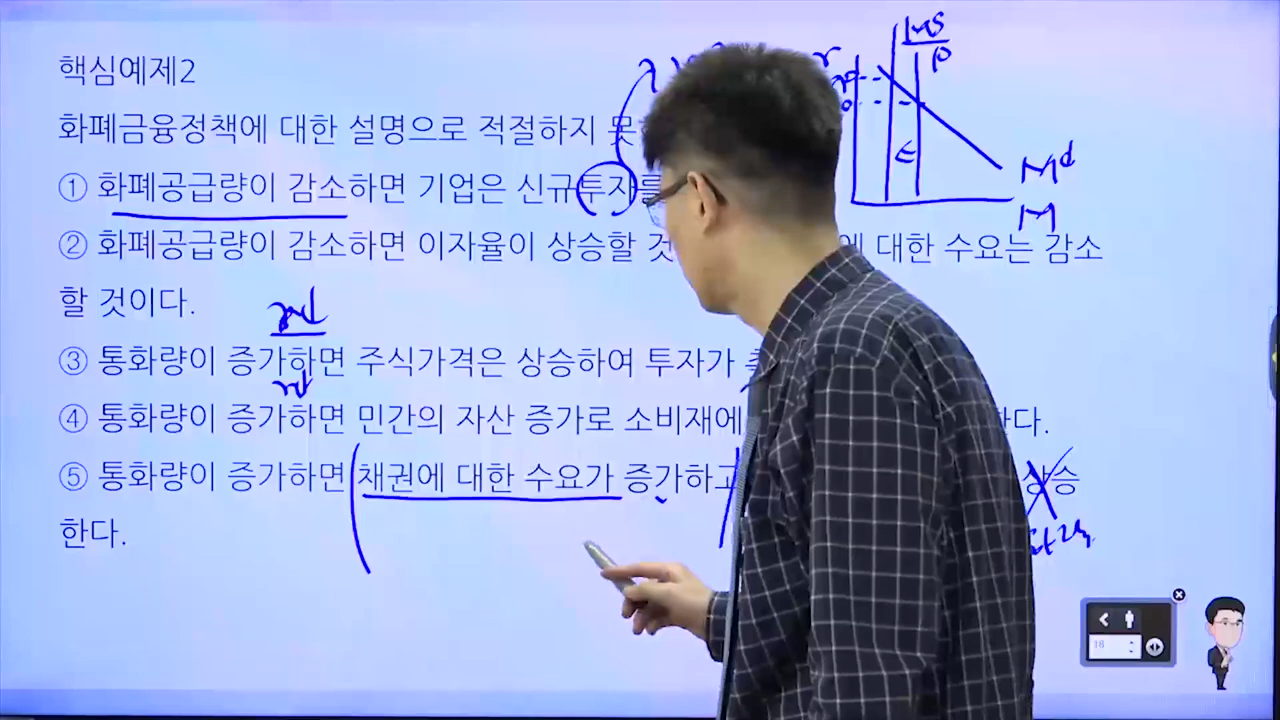 핵심예제2
화폐금융정책에 대한 설명으로 적절하지
① 화폐공급량이 감소하면 기업은 신규투자를
② 화폐공급량이 감소하면 이자율이 상승할 에 대한 수요는 감소
할 것이다.
③ 통화량이 증가하면 주식가격은 상승하여 투자가
④ 통화량이 증가하면 민간의 자산 증가로 소비재에
⑤ 통화량이 증가하면 채권에 대한 수요가 증가하고 상승
한다.
r
Ms
P
E
Md
M
r↓
r↓
18